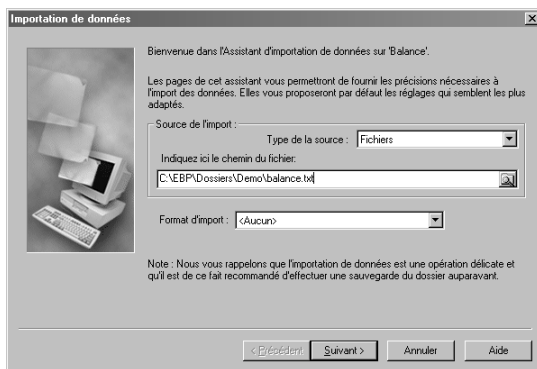 Importation de données
Bienvenue dans l'Assistant d'importation de données sur 'Balance'.
Les pages de cet assistant vous permettront de fournir les précisions nécessaires à
l'import des données. Elles vous proposeront par défaut les réglages qui semblent les plus
adaptés.
Source de l'import :
Type de la source : Fichiers
Indiquez ici le chemin du fichier:
C:\EBP\Dossiers\Demo\balance.txt
Format d'import : <Aucun>
Note : Nous vous rappelons que l'importation de données est une opération délicate et
qu'il est de ce fait recommandé d'effectuer une sauvegarde du dossier auparavant.
< Précédent Suivant > Annuler Aide